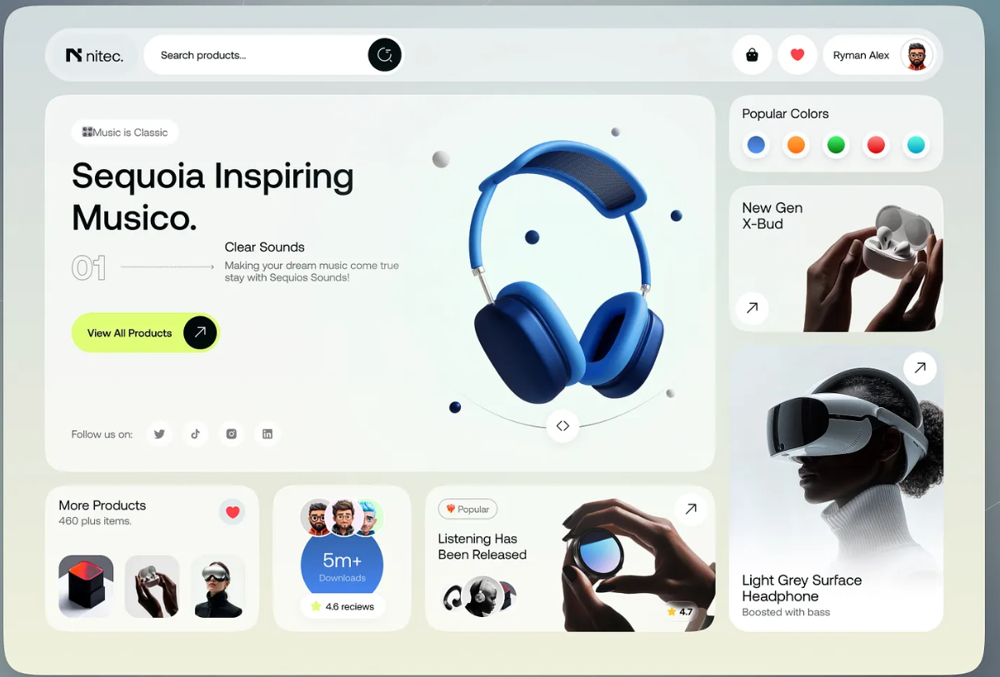 nitec.
Search products...
Ryman Alex
Music is Classic
Sequoia Inspiring
Musico.
01
Clear Sounds
Making your dream music come true
stay with Sequios Sounds!
View All Products
Follow us on:
Popular Colors
New Gen
X-Bud
More Products
460 plus items.
5m+
Downloads
4.6 reciews
Popular
Listening Has
Been Released
4.7
Light Grey Surface
Headphone
Boosted with bass